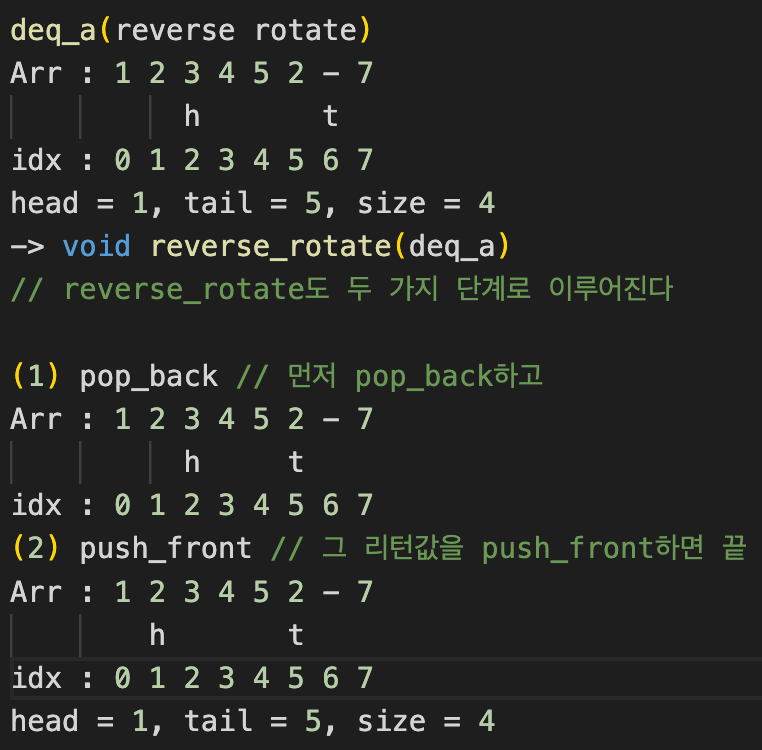 deq_a(reverse rotate)
Arr : 1 2 3 4 5 2 - 7
h t
idx : 0 1 2 3 4 5 6 7
head = 1, tail = 5, size = 4
-> void reverse_rotate(deq_a)
// reverse_rotate도 두 가지 단계로 이루어진다
(1) pop_back // 먼저 pop_back하고
Arr : 1 2 3 4 5 2 - 7
h t
idx : 0 1 2 3 4 5 6 7
(2) push_front // 그 리턴값을 push_front하면 끝
Arr : 1 2 3 4 5 2 - 7
h t
idx : 0 1 2 3 4 5 6 7
head = 1, tail = 5, size = 4